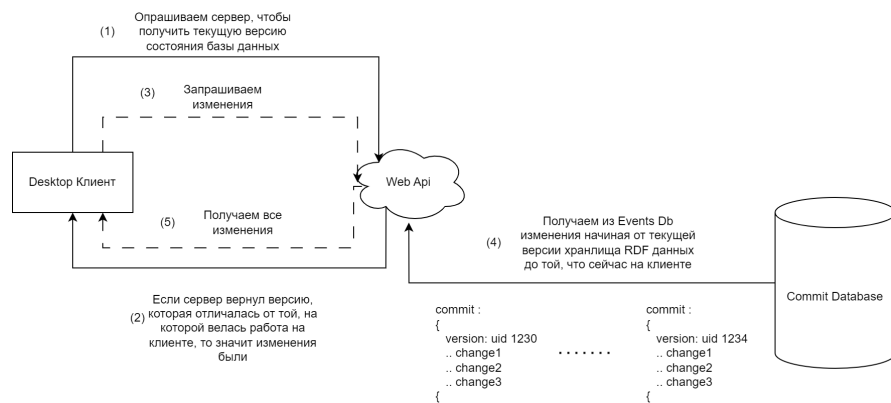 Опрашиваем сервер, чтобы
(1)
получить текущую версию
состояния базы данных
(3)
Запрашиваем
изменения
Desktop Клиент
Web Api
(5)
Получаем все
изменения
Получаем из Events Db
изменения начиная от текущей
(4)
версии хранлища RDF данных
до той, что сейчас на клиенте
Commit Database
Если сервер вернул версию,
которая отличалась от той, на
(2)
которой велась работа на
клиенте, то значит изменения
были
commit :
{
version: uid 1230
.. change1
.. change2
.. change3
{
.......
commit :
{
version: uid 1234
.. change1
.. change2
.. change3
{